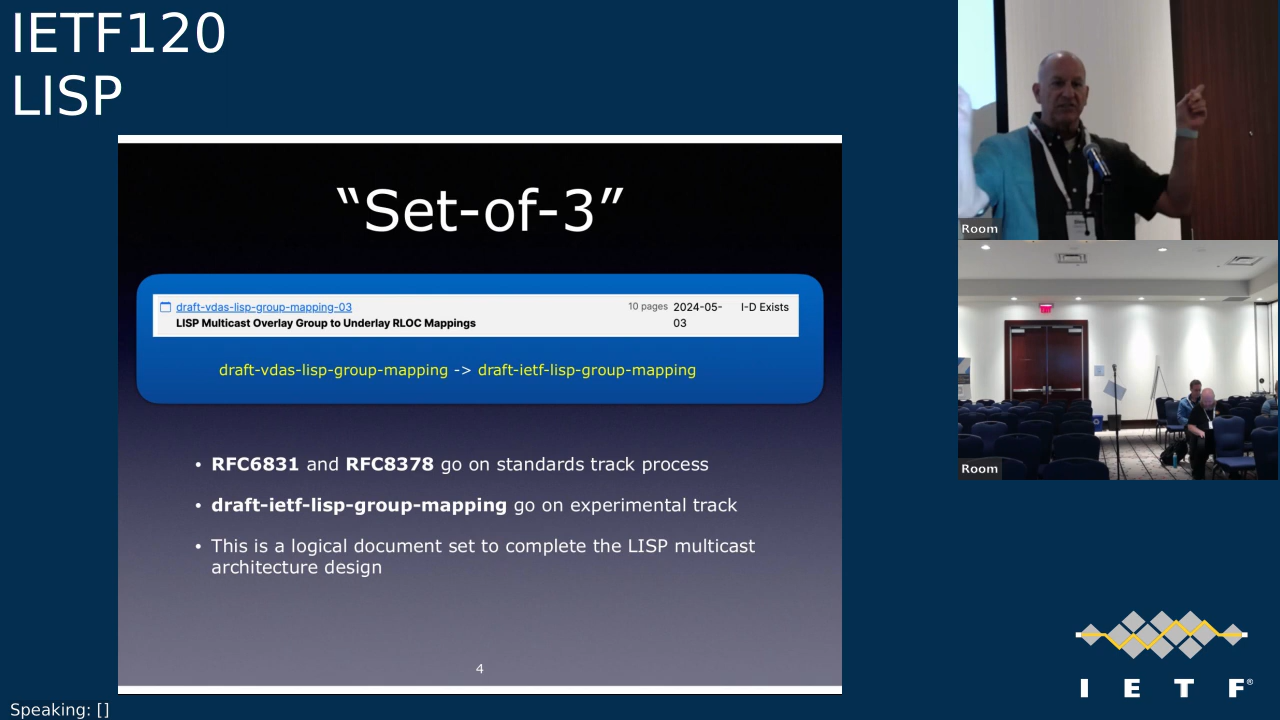 IETF120
LISP
“Set-of-3”
draft-vdas-lisp-group-mapping-03 10 pages 2024-05-03 I-D Exists
LISP Multicast Overlay Group to Underlay RLOC Mappings
draft-vdas-lisp-group-mapping -> draft-ietf-lisp-group-mapping
• RFC6831 and RFC8378 go on standards track process
• draft-ietf-lisp-group-mapping go on experimental track
• This is a logical document set to complete the LISP multicast
architecture design
4
Speaking: []
Room
Room
I E T F®